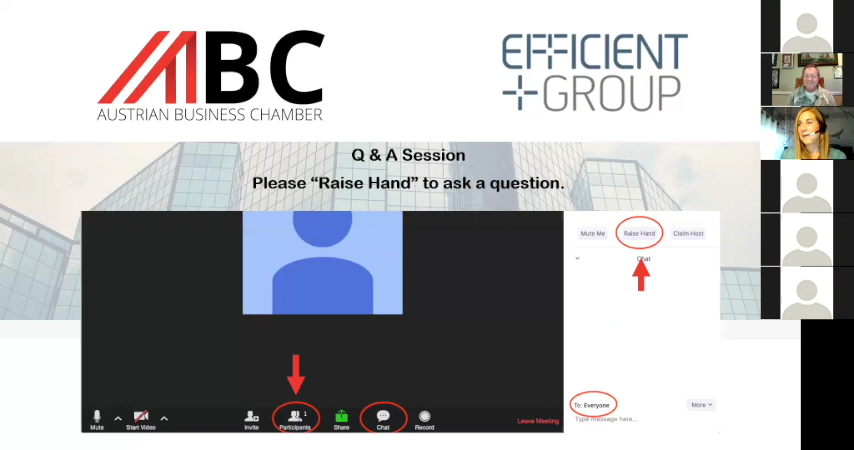 ABC
AUSTRIAN BUSINESS CHAMBER
EFFICIENT
GROUP
Q & A Session
Please “Raise Hand” to ask a question.
Mute Me
Raise Hand
Claim Host
Chat
To: Everyone
More
Type message here...
1
Mute
Start Video
Invite
Participants
Share
Chat
Record
Leave Meeting